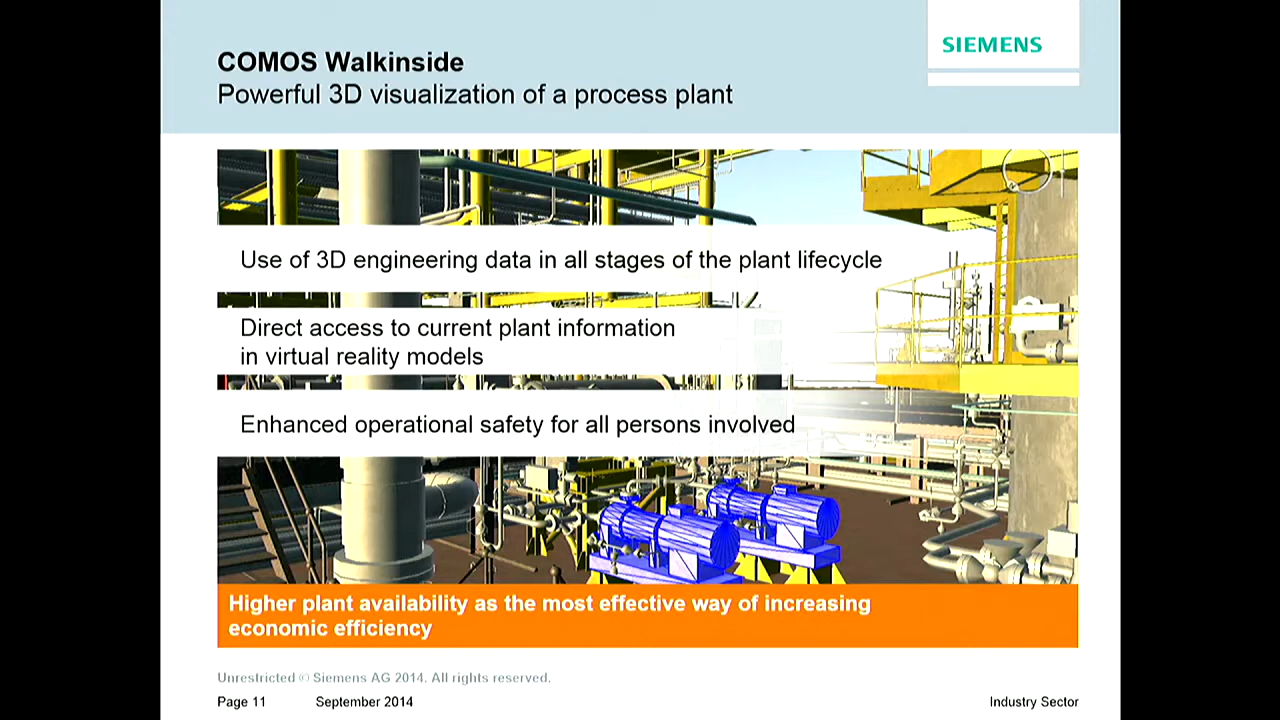 COMOS Walkinside
Powerful 3D visualization of a process plant
SIEMENS
Use of 3D engineering data in all stages of the plant lifecycle
Direct access to current plant information
in virtual reality models
Enhanced operational safety for all persons involved
Higher plant availability as the most effective way of increasing
economic efficiency
Unrestricted © Siemens AG 2014. All rights reserved.
Page 11 September 2014 Industry Sector